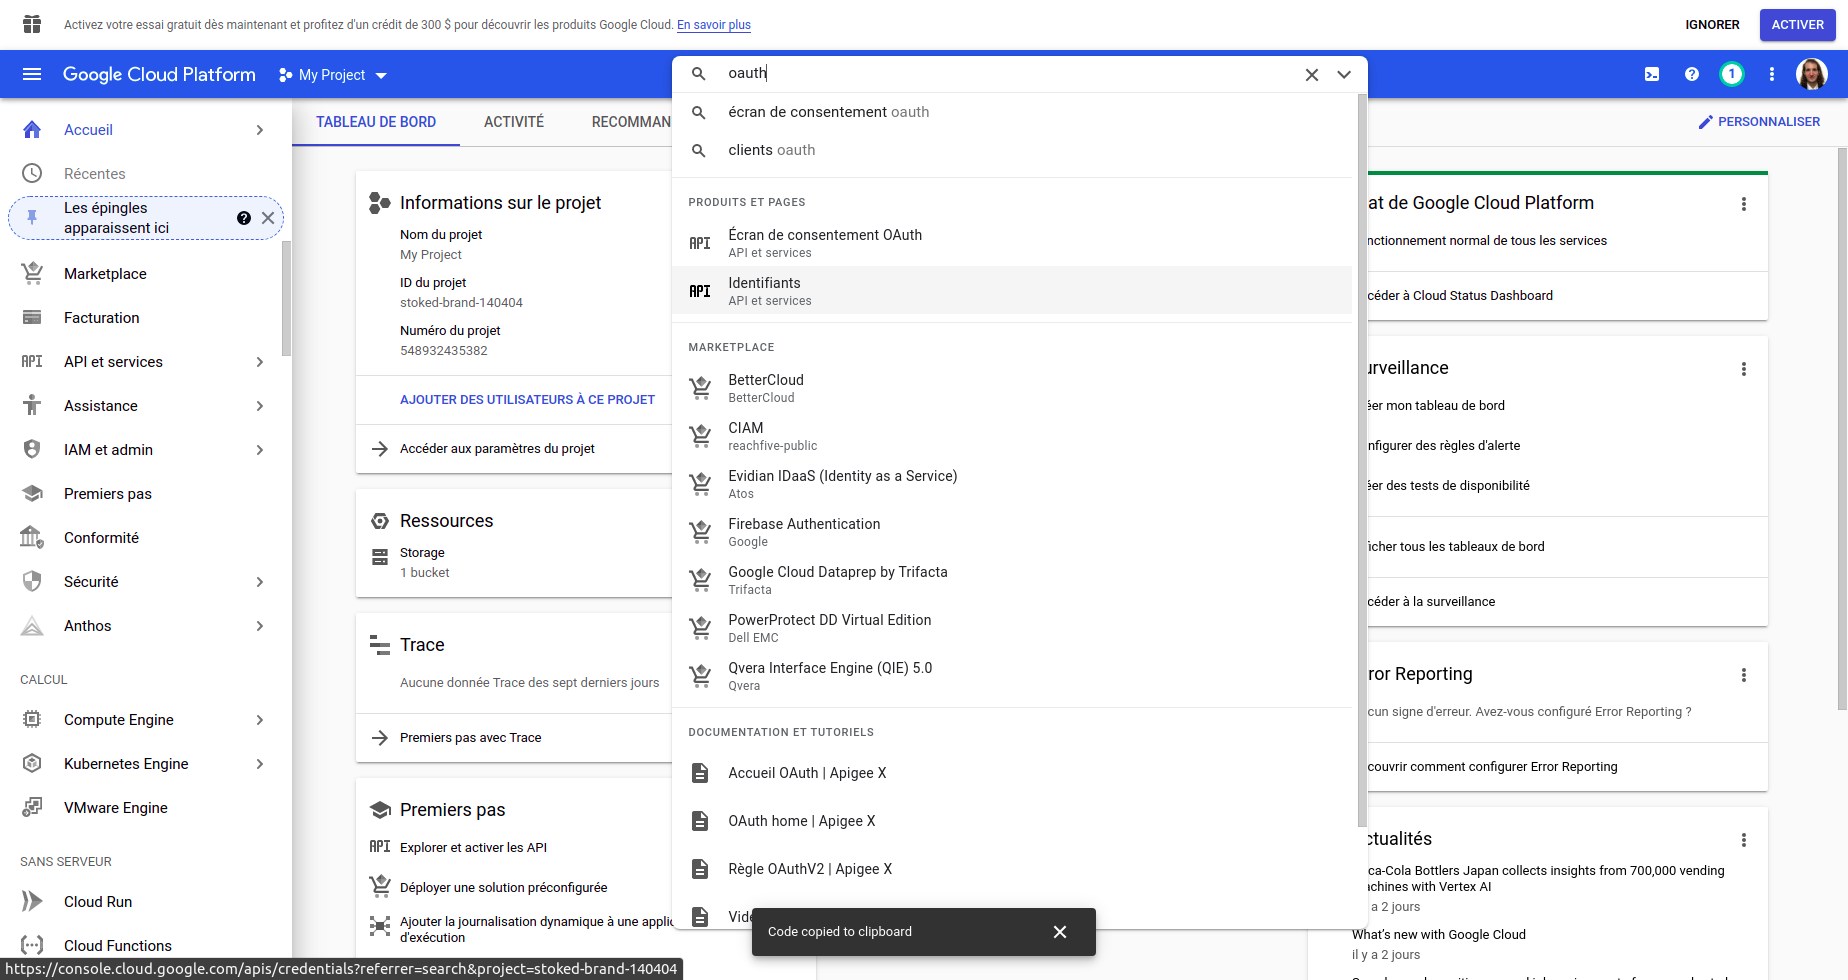 Activez votre essai gratuit dès maintenant et profitez d'un crédit de 300 $ pour découvrir les produits Google Cloud. En savoir plus
IGNORER
ACTIVER
Google Cloud Platform
My Project
oauth
1
Accueil
Récentes
Les épingles
apparaissent ici
Marketplace
Facturation
API API et services
Assistance
IAM et admin
Premiers pas
Conformité
Sécurité
Anthos
CALCUL
Compute Engine
Kubernetes Engine
VMware Engine
SANS SERVEUR
Cloud Run
Cloud Functions
TABLEAU DE BORD
ACTIVITÉ
RECOMMAN
PERSONNALISER
Informations sur le projet
Nom du projet
My Project
ID du projet
stoked-brand-140404
Numéro du projet
548932435382
AJOUTER DES UTILISATEURS À CE PROJET
Accéder aux paramètres du projet
Ressources
Storage
1 bucket
Trace
Aucune donnée Trace des sept derniers jours
Premiers pas avec Trace
Premiers pas
API Explorer et activer les API
Déployer une solution préconfigurée
Ajouter la journalisation dynamique à une applic
d'exécution
écran de consentement oauth
clients oauth
PRODUITS ET PAGES
API Écran de consentement OAuth
API et services
API Identifiants
API et services
MARKETPLACE
BetterCloud
BetterCloud
CIAM
reachfive-public
Evidian IDaaS (Identity as a Service)
Atos
Firebase Authentication
Google
Google Cloud Dataprep by Trifacta
Trifacta
PowerProtect DD Virtual Edition
Dell EMC
Qvera Interface Engine (QIE) 5.0
Qvera
DOCUMENTATION ET TUTORIELS
Accueil OAuth | Apigee X
OAuth home | Apigee X
Règle OAuthV2 | Apigee X
Code copied to clipboard
at de Google Cloud Platform
nctionnement normal de tous les services
céder à Cloud Status Dashboard
urveillance
éer mon tableau de bord
nfigurer des règles d'alerte
éer des tests de disponibilité
ficher tous les tableaux de bord
céder à la surveillance
ror Reporting
cun signe d'erreur. Avez-vous configuré Error Reporting ?
couvrir comment configurer Error Reporting
ctualités
ca-Cola Bottlers Japan collects insights from 700,000 vending
achines with Vertex AI
a 2 jours
What's new with Google Cloud
il y a 2 jours
https://console.cloud.google.com/apis/credentials?referrer=search&project=stoked-brand-140404